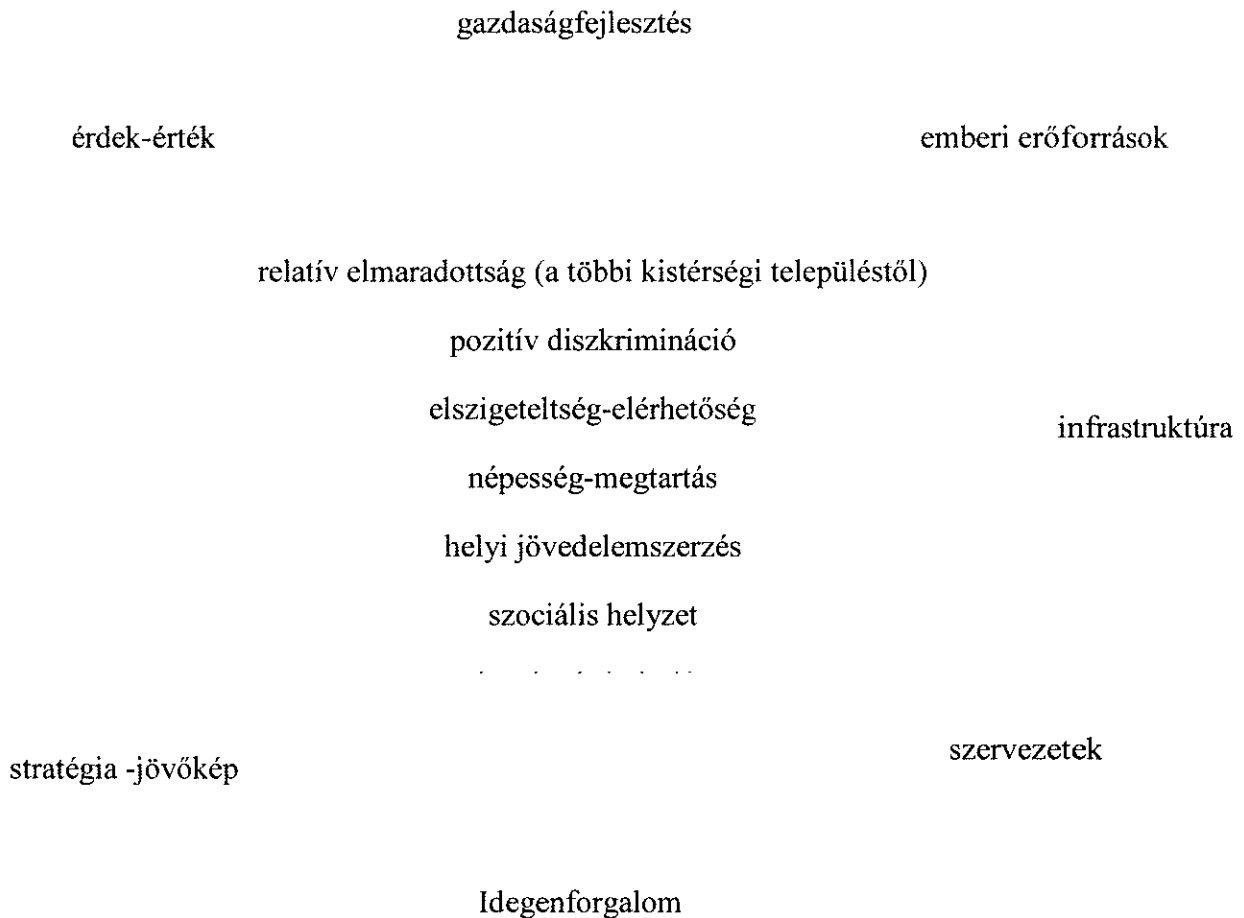 gazdaságfejlesztés
érdek-érték
emberi erőforrások
relatív elmaradottság (a többi kistérségi településtől)
pozitív diszkrimináció
elszigeteltség-elérhetőség
infrastruktúra
népesség-megtartás
helyi jövedelemszerzés
szociális helyzet
szervezetek
stratégia -jövőkép
Idegenforgalom